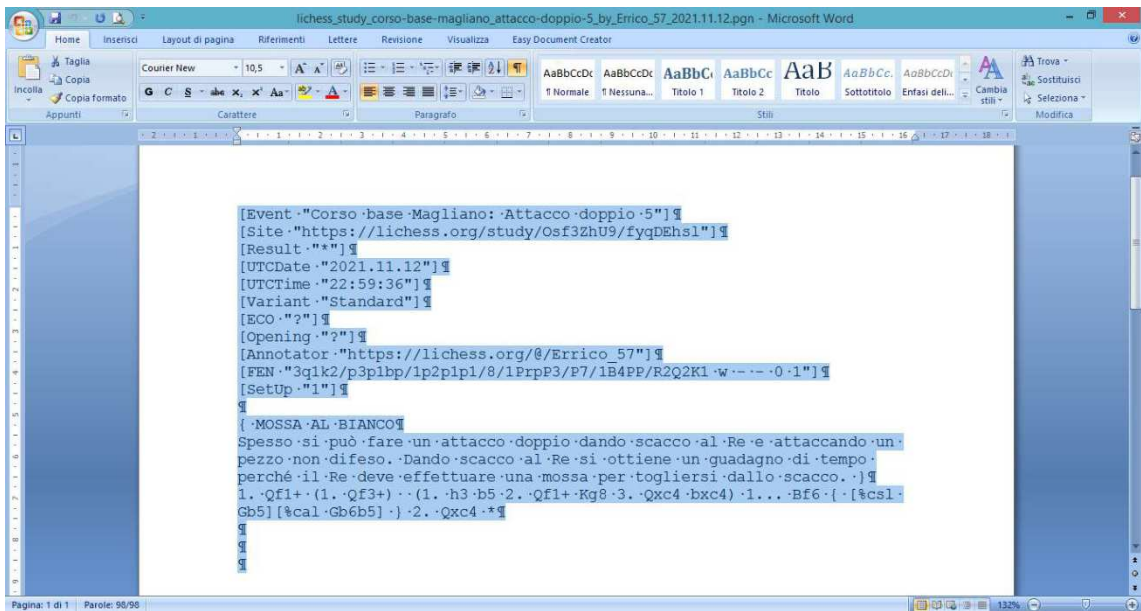 lichess_study_corso-base-magliano_attacco-doppio-5_by_Errico_57_2021.11.12.pgn - Microsoft Word
Home Inserisci Layout di pagina Riferimenti Lettere Revisione Visualizza Easy Document Creator
Incolla
Taglia
Copia
Copia formato
Appunti
Courier New 10,5
G C S abc X, X' Aa
Carattere
Paragrafo
AaBbCcDc AaBbCcDc AaBbC AaBbCc AaB AaBbCc. AaBbCcDc
¶ Normale ¶ Nessuna... Titolo 1 Titolo 2 Titolo Sottotitolo Enfasi deli...
Cambia stili
Stili
Trova
Sostituisci
Seleziona
Modifica
[Event·"Corso·base·Magliano:·Attacco·doppio·5"]¶
[Site·"https://lichess.org/study/Osf3ZhU9/fyqDEhsl"]¶
[Result·"*"]¶
[UTCDate·"2021.11.12"]¶
[UTCTime·"22:59:36"]¶
[Variant·"Standard"]¶
[ECO·"?"]¶
[Opening·"?"]¶
[Annotator·"https://lichess.org/@/Errico_57"]¶
[FEN·"3q1k2/p3p1bp/1p2p1p1/8/1PrpP3/P7/1B4PP/R2Q2K1·w·-·-·0·1"]¶
[SetUp·"1"]¶
¶
{·MOSSA·AL·BIANCO¶
Spesso·si·può·fare·un·attacco·doppio·dando·scacco·al·Re·e·attaccando·un·
pezzo·non·difeso.·Dando·scacco·al·Re·si·ottiene·un·guadagno·di·tempo·
perché·il·Re·deve·effettuare·una·mossa·per·togliersi·dallo·scacco.·}¶
1.·Qf1+·(1.·Qf3+)··(1.·h3·b5·2.·Qf1+·Kg8·3.·Qxc4·bxc4)·1...·Bf6·{·[%csl·
Gb5][%cal·Gb6b5]·}·2.·Qxc4·*¶
¶
¶
¶
Pagina: 1 di 1 Parole: 98/98
132%